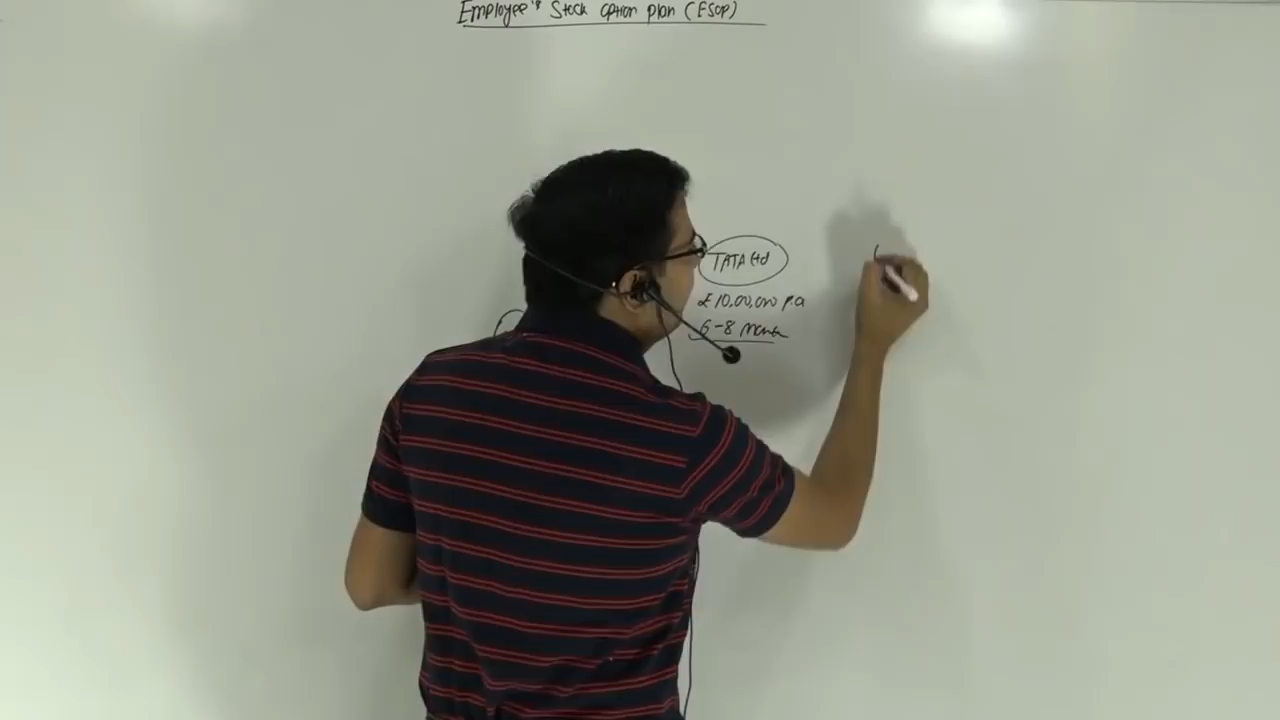 Employee's Stock option plan (ESOP)
TATA Ltd
₤10,00,000 p.a
6-8 Month